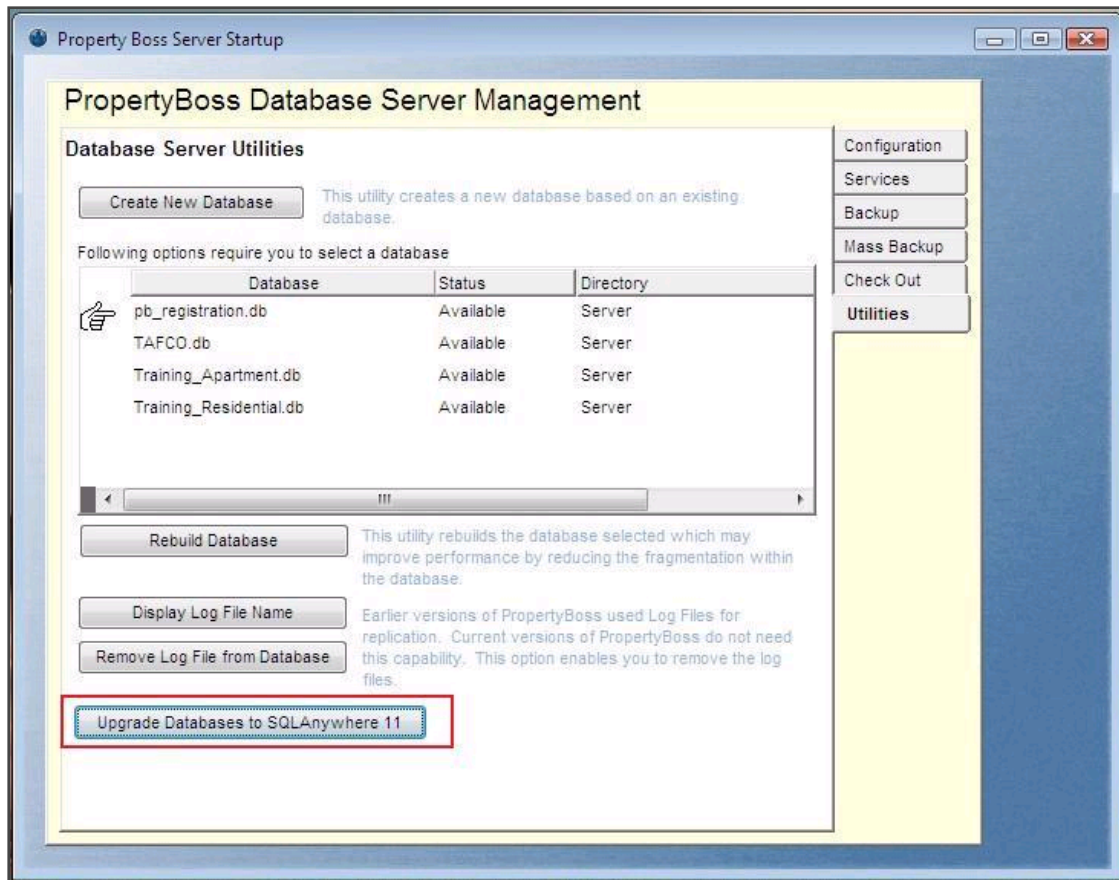 Property Boss Server Startup
PropertyBoss Database Server Management
Database Server Utilities
Create New Database
This utility creates a new database based on an existing
database.
Following options require you to select a database
Database Status Directory
pb_registration.db Available Server
TAFCO.db Available Server
Training_Apartment.db Available Server
Training_Residential.db Available Server
Rebuild Database
This utility rebuilds the database selected which may
improve performance by reducing the fragmentation within
the database.
Display Log File Name
Remove Log File from Database
Earlier versions of PropertyBoss used Log Files for
replication. Current versions of PropertyBoss do not need
this capability. This option enables you to remove the log
files.
Upgrade Databases to SQLAnywhere 11
Configuration
Services
Backup
Mass Backup
Check Out
Utilities